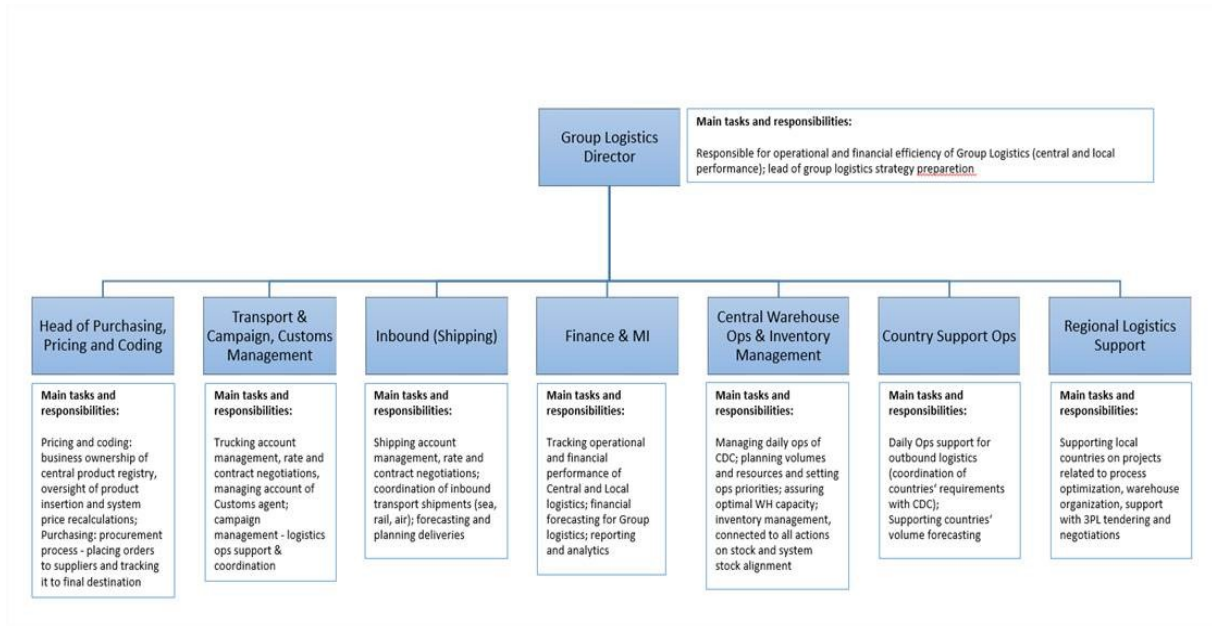 Group Logistics
Director
Main tasks and responsibilities:
Responsible for operational and financial efficiency of Group Logistics (central and local
performance); lead of group logistics strategy preparetion
Head of Purchasing,
Pricing and Coding
Main tasks and
responsibilities:
Pricing and coding:
business ownership of
central product registry,
oversight of product
insertion and system
price recalculations;
Purchasing: procurement
process - placing orders
to suppliers and tracking
it to final destination
Transport &
Campaign, Customs
Management
Main tasks and
responsibilities:
Trucking account
management, rate and
contract negotiations,
managing account of
Customs agent;
campaign
management - logistics
ops support &
coordination
Inbound (Shipping)
Main tasks and
responsibilities:
Shipping account
management, rate and
contract negotiations;
coordination of inbound
transport shipments (sea,
rail, air); forecasting and
planning deliveries
Finance & MI
Main tasks and
responsibilities:
Tracking operational
and financial
performance of
Central and Local
logistics; financial
forecasting for Group
logistics; reporting
and analytics
Central Warehouse
Ops & Inventory
Management
Main tasks and
responsibilities:
Managing daily ops of
CDC; planning volumes
and resources and setting
ops priorities; assuring
optimal WH capacity;
inventory management,
connected to all actions
on stock and system
stock alignment
Country Support Ops
Main tasks and
responsibilities:
Daily Ops support for
outbound logistics
(coordination of
countries‘ requirements
with CDC);
Supporting countries‘
volume forecasting
Regional Logistics
Support
Main tasks and
responsibilities:
Supporting local
countries on projects
related to process
optimization, warehouse
organization, support
with 3PL tendering and
negotiations